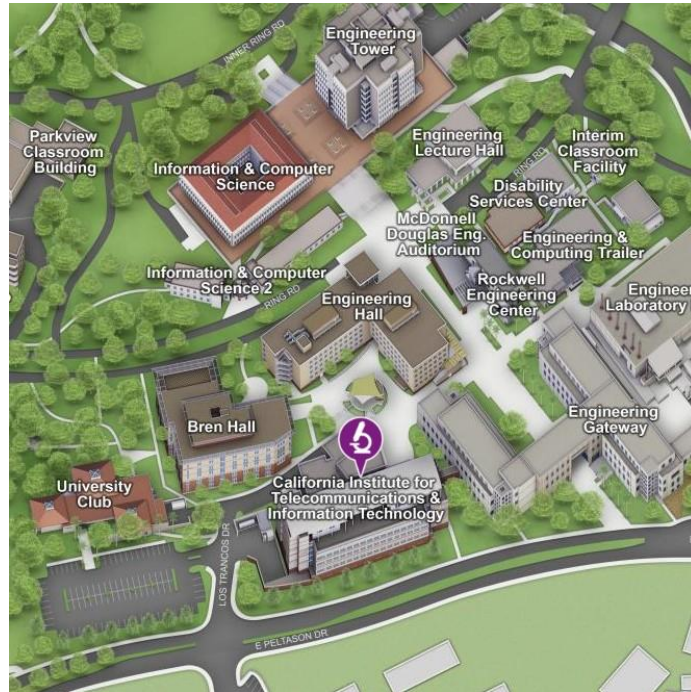 INNER RING RD
Engineering
Tower
Parkview
Classroom
Building
Information & Computer
Science
Engineering
Lecture Hall
Interim
Classroom
Facility
RING RD
Disability
Services Center
McDonnell
Douglas Eng.
Auditorium
Engineering &
Computing Trailer
Information & Computer
Science 2
RING RD
Engineering
Hall
Rockwell
Engineering
Center
Engineer
Laboratory
Bren Hall
Engineering
Gateway
University
Club
California Institute for
Telecommunications &
Information Technology
LOS TRANCOS DR
E PELTASON DR